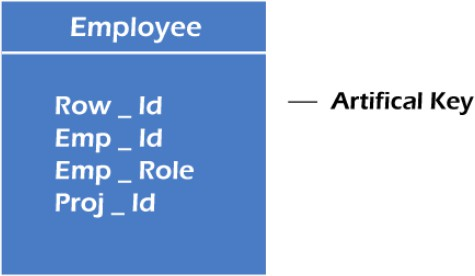 Employee
Row _ Id
Artifical Key
Emp _ Id
Emp _ Role
Proj _ Id